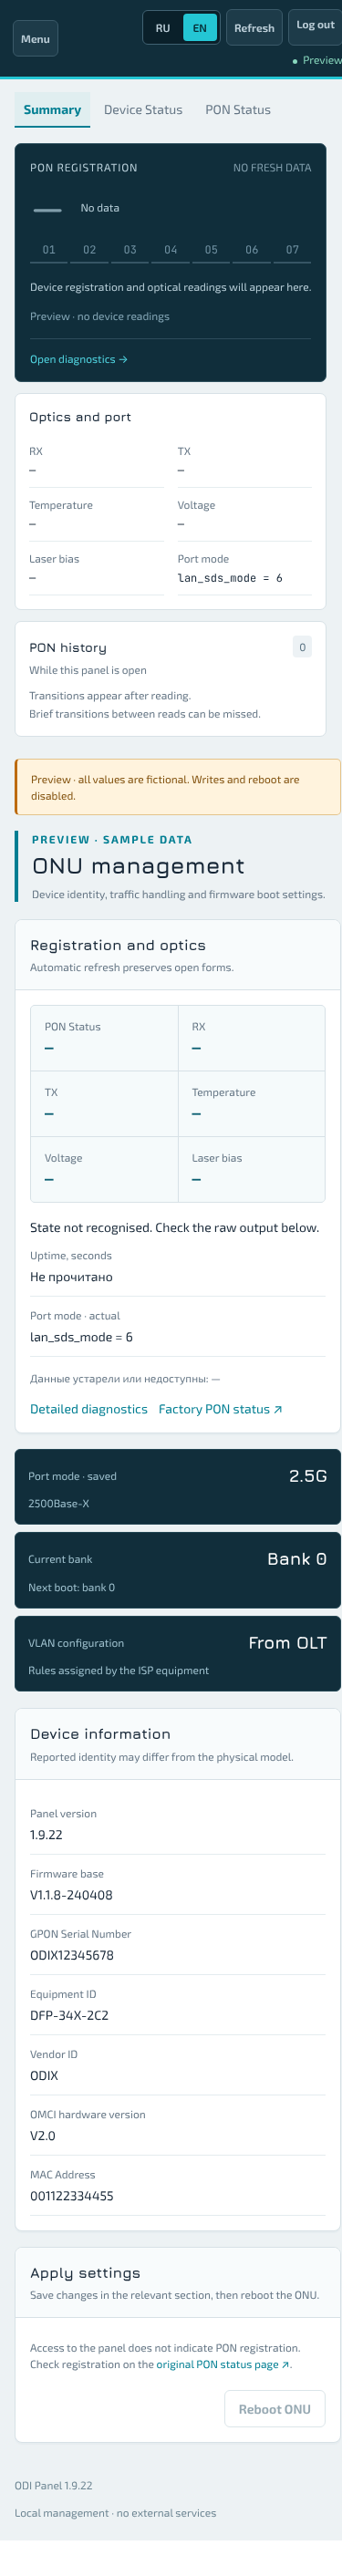 Menu
RU
EN
Refresh
Log out
Preview
Summary
Device Status
PON Status
PON REGISTRATION
NO FRESH DATA
—
No data
01
02
03
04
05
06
07
Device registration and optical readings will appear here.
Preview · no device readings
Open diagnostics →
Optics and port
RX
TX
—
—
Temperature
Voltage
—
—
Laser bias
Port mode
—
lan_sds_mode = 6
PON history
0
While this panel is open
Transitions appear after reading.
Brief transitions between reads can be missed.
Preview · all values are fictional. Writes and reboot are
disabled.
PREVIEW · SAMPLE DATA
ONU management
Device identity, traffic handling and firmware boot settings.
Registration and optics
Automatic refresh preserves open forms.
PON Status
RX
—
—
TX
Temperature
—
—
Voltage
Laser bias
—
—
State not recognised. Check the raw output below.
Uptime, seconds
Не прочитано
Port mode · actual
lan_sds_mode = 6
Данные устарели или недоступны: —
Detailed diagnostics
Factory PON status ↗
Port mode · saved
2.5G
2500Base-X
Current bank
Bank 0
Next boot: bank 0
VLAN configuration
From OLT
Rules assigned by the ISP equipment
Device information
Reported identity may differ from the physical model.
Panel version
1.9.22
Firmware base
V1.1.8-240408
GPON Serial Number
ODIX12345678
Equipment ID
DFP-34X-2C2
Vendor ID
ODIX
OMCI hardware version
V2.0
MAC Address
001122334455
Apply settings
Save changes in the relevant section, then reboot the ONU.
Access to the panel does not indicate PON registration.
Check registration on the original PON status page ↗.
Reboot ONU
ODI Panel 1.9.22
Local management · no external services